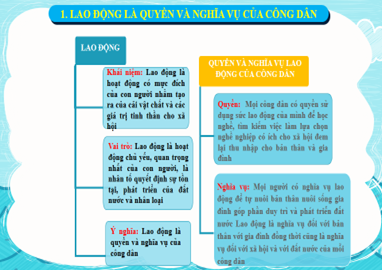 1. LAO ĐỘNG LÀ QUYỀN VÀ NGHĨA VỤ CỦA CÔNG DÂN
LAO ĐỘNG
Khái niệm: Lao động là
hoạt động có mục đích
của con người nhằm tạo
ra của cải vật chất và các
giá trị tinh thần cho xã
hội
Vai trò: Lao động là hoạt
động chủ yếu, quan trọng
nhất của con người, là
nhân tố quyết định sự tồn
tại, phát triển của đất
nước và nhân loại
Ý nghĩa: Lao động là
quyền và nghĩa vụ của
công dân
QUYỀN VÀ NGHĨA VỤ LAO
ĐỘNG CỦA CÔNG DÂN
Quyền: Mọi công dân có quyền sử
dụng sức lao động của mình để học
nghề, tìm kiếm việc làm lựa chọn
nghề nghiệp có ích cho xã hội đem
lại thu nhập cho bản thân và gia
đình
Nghĩa vụ: Mọi người có nghĩa vụ lao
động để tự nuôi bản thân nuôi sống gia
đình góp phần duy trì và phát triển đất
nước Lao động là nghĩa vụ đối với bản
thân với gia đình đồng thời cũng là nghĩa
vụ đối với xã hội và với đất nước của mỗi
công dân